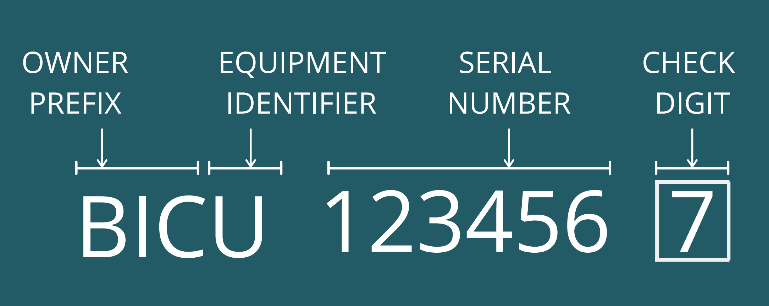 OWNER PREFIX
EQUIPMENT IDENTIFIER
SERIAL NUMBER
CHECK DIGIT
BICU 123456 7